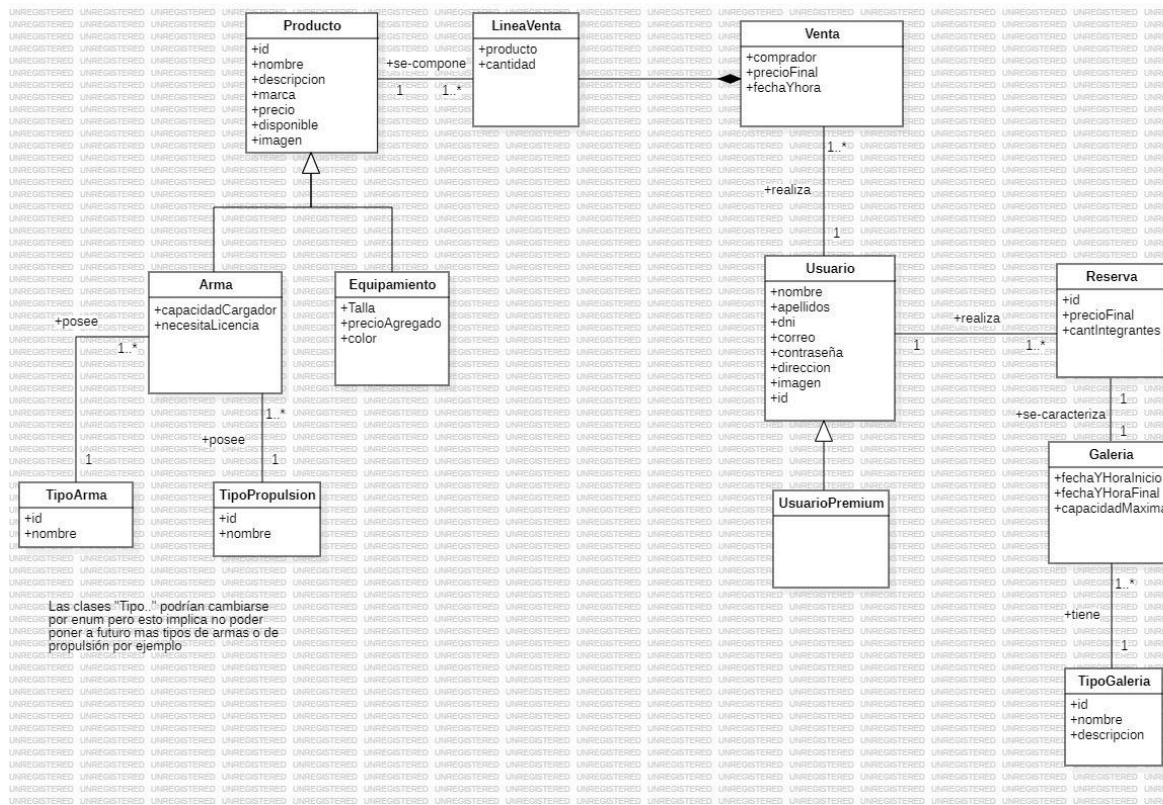 Producto
+id
+nombre
+descripcion
+marca
+precio
+disponible
+imagen
+se-compone
1
1..*
LineaVenta
+producto
+cantidad
Venta
+comprador
+precioFinal
+fechaYhora
1..*
+realiza
1
Arma
+capacidadCargador
+necesitaLicencia
Equipamiento
+Talla
+precioAgregado
+color
+posee
1..*
1
1..*
+posee
1
TipoArma
+id
+nombre
TipoPropulsion
+id
+nombre
Usuario
+nombre
+apellidos
+dni
+correo
+contraseña
+direccion
+imagen
+id
+realiza
1
1..*
Reserva
+id
+precioFinal
+cantIntegrantes
1
+se-caracteriza
1
Galeria
+fechaYHoraInicio
+fechaYHoraFinal
+capacidadMaxima
UsuarioPremium
1..*
+tiene
1
TipoGaleria
+id
+nombre
+descripcion
Las clases "Tipo.." podrían cambiarse
por enum pero esto implica no poder
poner a futuro mas tipos de armas o de
propulsión por ejemplo
UNREGISTERED